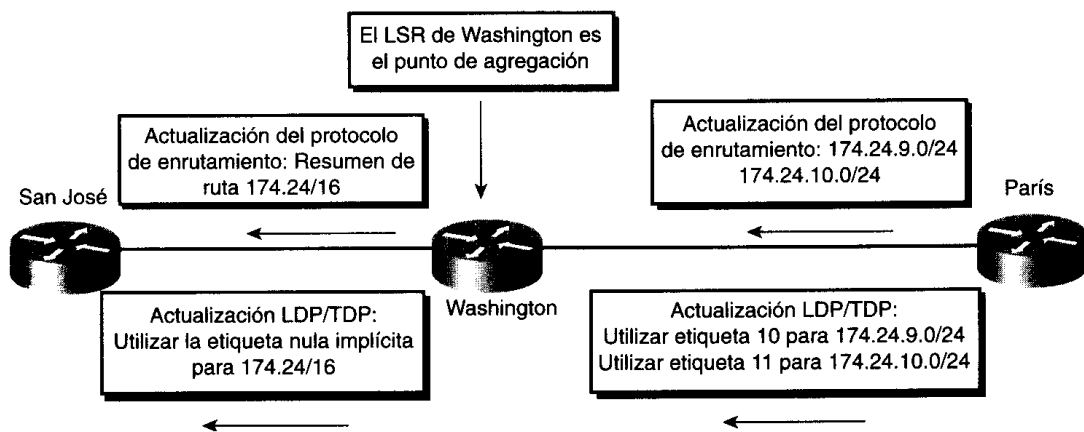 El LSR de Washington es
el punto de agregación
Actualización del protocolo
de enrutamiento: Resumen de
ruta 174.24/16
Actualización del protocolo
de enrutamiento: 174.24.9.0/24
174.24.10.0/24
San José
París
Washington
Actualización LDP/TDP:
Utilizar la etiqueta nula implícita
para 174.24/16
Actualización LDP/TDP:
Utilizar etiqueta 10 para 174.24.9.0/24
Utilizar etiqueta 11 para 174.24.10.0/24